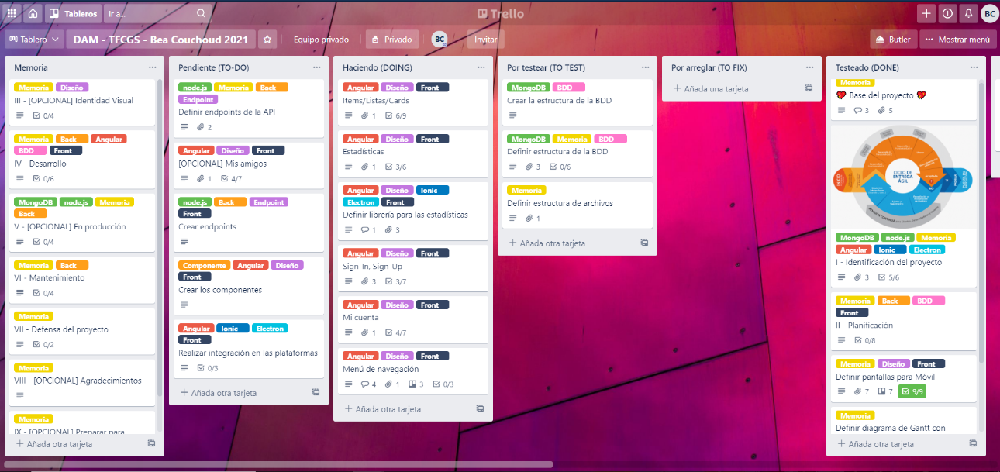 Tableros
Ir a...
Trello
BC
Tablero
DAM - TFCGS - Bea Couchoud 2021
Equipo privado
Privado
BC
Invitar
Butler
Mostrar menú
Memoria
Memoria Diseño
III - [OPCIONAL] Identidad Visual
0/4
Memoria Back Angular
BDD Front
IV - Desarrollo
0/6
MongoDB node.js Memoria
Back
V - [OPCIONAL] En producción
0/4
Memoria Back
VI - Mantenimiento
0/4
Memoria
VII - Defensa del proyecto
0/2
Memoria
VIII - [OPCIONAL] Agradecimientos
Memoria
IX - [OPCIONAL] Preparar para
+ Añada otra tarjeta
Pendiente (TO-DO)
node.js Memoria Back
Endpoint
Definir endpoints de la API
2
Angular Diseño Front
[OPCIONAL] Mis amigos
1 4/7
node.js Back Endpoint
Front
Crear endpoints
Componente Angular Diseño
Front
Crear los componentes
Angular Ionic Electron
Front
Realizar integración en las plataformas
0/3
+ Añada otra tarjeta
Haciendo (DOING)
Angular Diseño Front
Items/Listas/Cards
1 6/9
Angular Diseño Front
Estadísticas
1 3/6
Angular Diseño Ionic
Electron Front
Definir librería para las estadísticas
1 3
Angular Diseño Front
Sign-In, Sign-Up
3 3/7
Angular Diseño Front
Mi cuenta
1 4/7
Angular Diseño Front
Menú de navegación
4 1 3 0/3
+ Añada otra tarjeta
Por testear (TO TEST)
MongoDB BDD
Crear la estructura de la BDD
MongoDB Memoria BDD
Definir estructura de la BDD
3 0/6
Memoria
Definir estructura de archivos
1
+ Añada otra tarjeta
Por arreglar (TO FIX)
+ Añada una tarjeta
Testeado (DONE)
Memoria
Base del proyecto
3 5
CICLO DE
ENTREGA
ÁGIL
INICIO
MongoDB node.js Memoria
Angular Ionic Electron
I - Identificación del proyecto
3 5/6
Memoria Back BDD
Front
II - Planificación
0/8
Memoria Diseño Front
Definir pantallas para Móvil
7 7 9/9
Memoria
Definir diagrama de Gantt con
+ Añada otra tarjeta